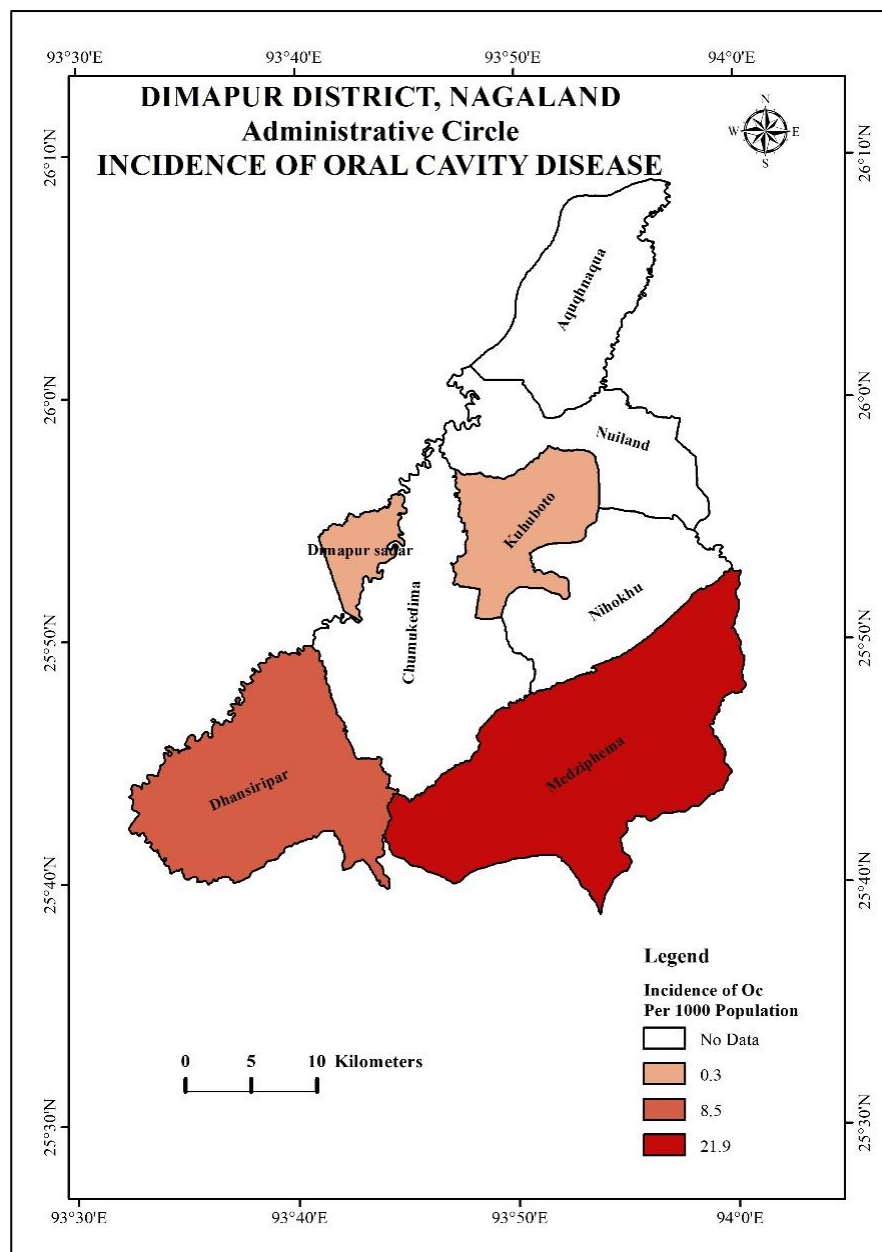 93°30'E 93°40'E 93°50'E 94°0'E
DIMAPUR DISTRICT, NAGALAND
Administrative Circle
INCIDENCE OF ORAL CAVITY DISEASE
N
W E
S
26°10'N 26°10'N
Aquqhnaqua
26°0'N 26°0'N
Nuiland
Kuhuboto
Dimapur sadar
Nihokhu
Chumukedima
25°50'N 25°50'N
Medziphema
Dhansiripar
25°40'N 25°40'N
Legend
Incidence of Oc
Per 1000 Population
No Data
0.3
8.5
21.9
0 5 10 Kilometers
25°30'N 25°30'N
93°30'E 93°40'E 93°50'E 94°0'E